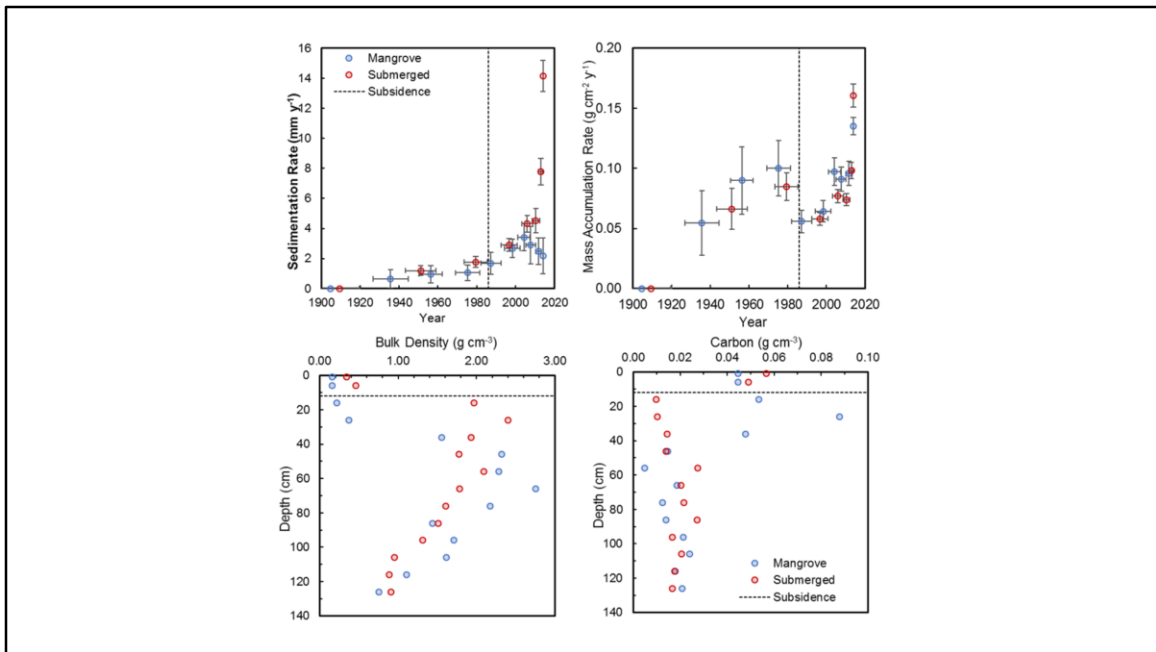 Sedimentation Rate (mm y⁻¹)
16
14
12
10
8
6
4
2
0
Mangrove
Submerged
Subsidence
1900 1920 1940 1960 1980 2000 2020
Year
Mass Accumulation Rate (g cm⁻² y⁻¹)
0.20
0.15
0.10
0.05
0.00
1900 1920 1940 1960 1980 2000 2020
Year
Bulk Density (g cm⁻³)
0.00 1.00 2.00 3.00
Depth (cm)
0
20
40
60
80
100
120
140
Carbon (g cm⁻³)
0.00 0.02 0.04 0.06 0.08 0.10
Depth (cm)
0
20
40
60
80
100
120
140
Mangrove
Submerged
Subsidence